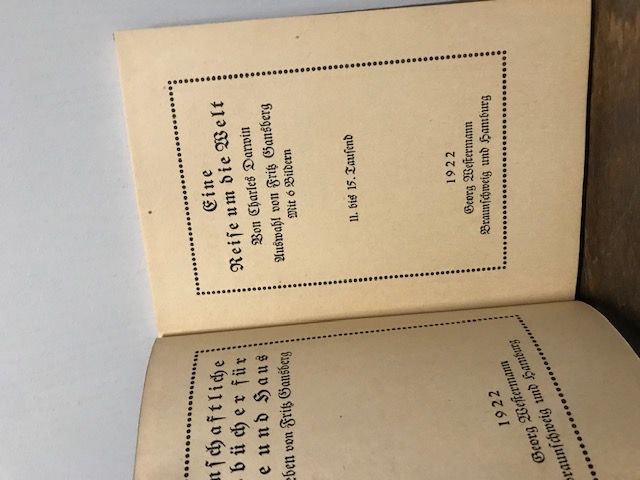 nschaftliche
bücher für
e und Haus
eben von Fritz Gansberg
1922
Georg Westermann
Braunschweig und Hamburg
Eine
Reise um die Welt
Von Charles Darwin
Auswahl von Fritz Gansberg
Mit 6 Bildern
11. bis 15. Tausend
1922
Georg Westermann
Braunschweig und Hamburg